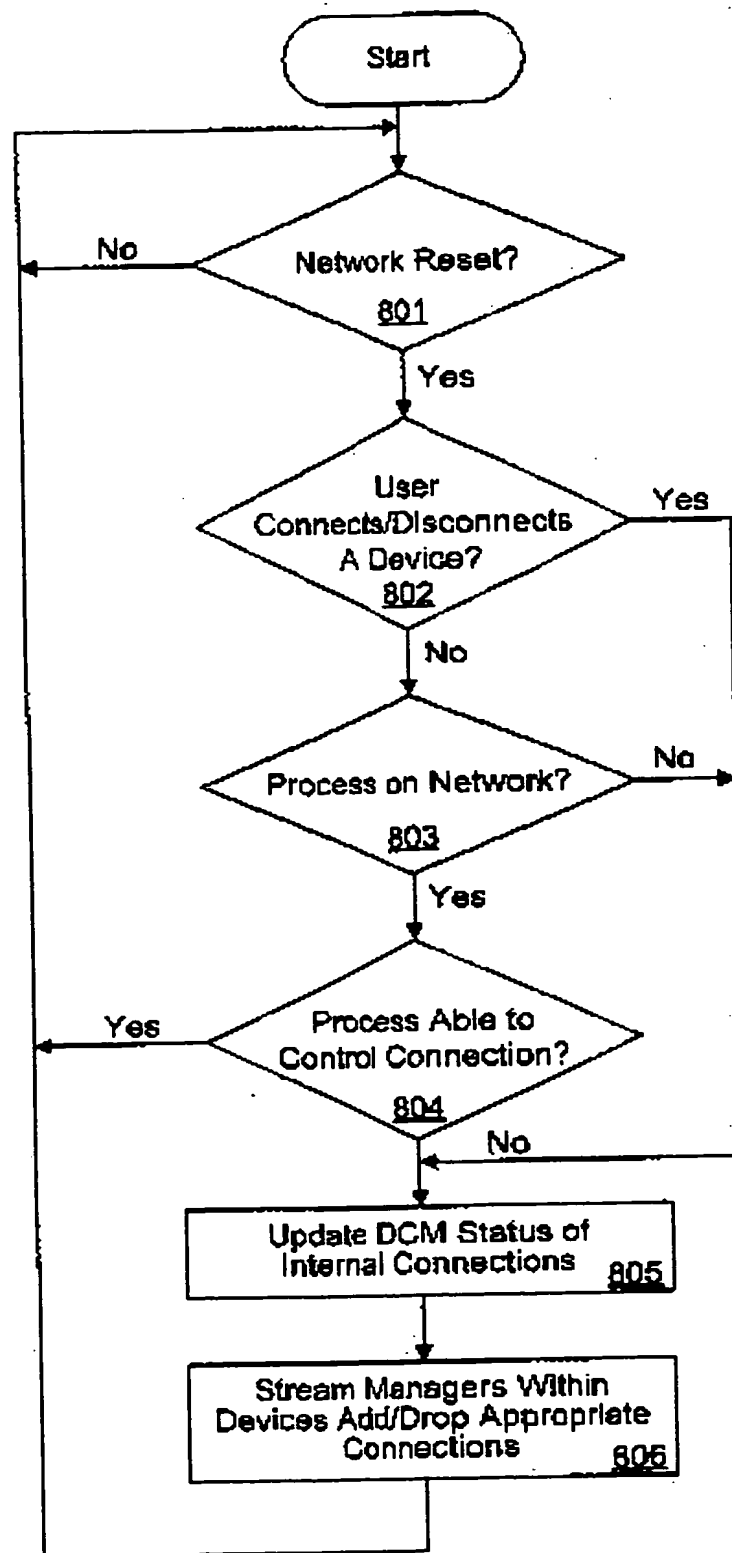 Start
Network Reset?
801
No
Yes
User
Connects/Disconnects
A Device?
802
Yes
No
Process on Network?
803
No
Yes
Process Able to
Control Connection?
804
Yes
No
Update DCM Status of
Internal Connections
805
Stream Managers Within
Devices Add/Drop Appropriate
Connections
806